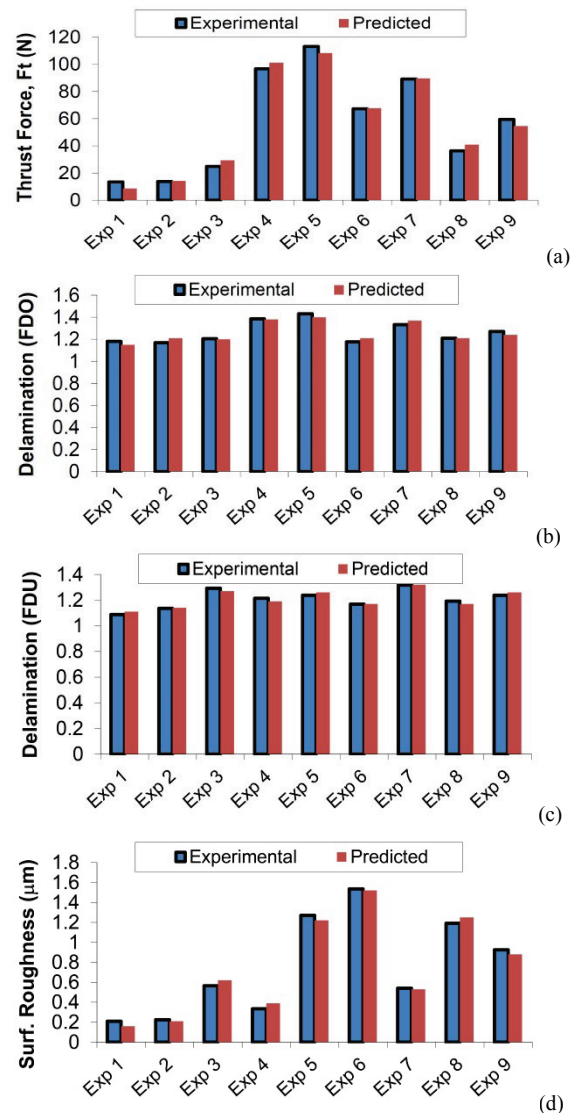 Experimental Predicted
Thrust Force, Ft (N)
120
100
80
60
40
20
0
Exp 1 Exp 2 Exp 3 Exp 4 Exp 5 Exp 6 Exp 7 Exp 8 Exp 9
(a)
Experimental Predicted
Delamination (FDO)
1.6
1.4
1.2
1
0.8
0.6
0.4
0.2
0
Exp 1 Exp 2 Exp 3 Exp 4 Exp 5 Exp 6 Exp 7 Exp 8 Exp 9
(b)
Experimental Predicted
Delamination (FDU)
1.4
1.2
1
0.8
0.6
0.4
0.2
0
Exp 1 Exp 2 Exp 3 Exp 4 Exp 5 Exp 6 Exp 7 Exp 8 Exp 9
(c)
Experimental Predicted
Surf. Roughness (µm)
1.8
1.6
1.4
1.2
1
0.8
0.6
0.4
0.2
0
Exp 1 Exp 2 Exp 3 Exp 4 Exp 5 Exp 6 Exp 7 Exp 8 Exp 9
(d)